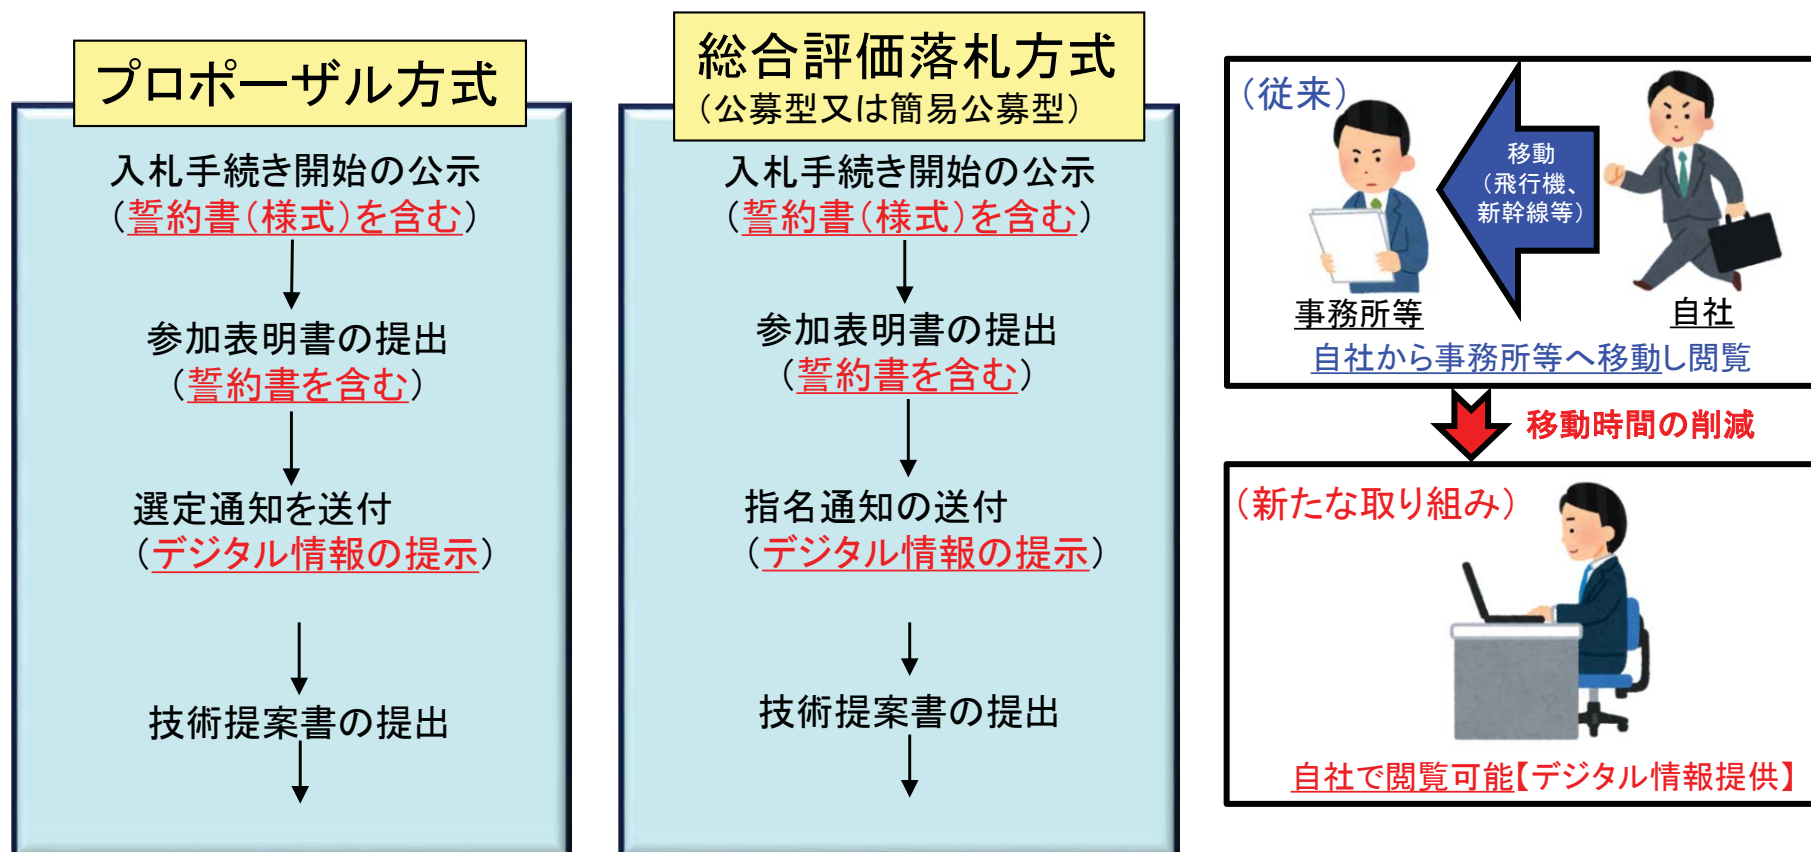 プロポーザル方式
入札手続き開始の公示
(誓約書(様式)を含む)
参加表明書の提出
(誓約書を含む)
選定通知を送付
(デジタル情報の提示)
技術提案書の提出
総合評価落札方式
(公募型又は簡易公募型)
入札手続き開始の公示
(誓約書(様式)を含む)
参加表明書の提出
(誓約書を含む)
指名通知の送付
(デジタル情報の提示)
技術提案書の提出
(従来)
移動
(飛行機、
新幹線等)
事務所等
自社
自社から事務所等へ移動し閲覧
移動時間の削減
(新たな取り組み)
自社で閲覧可能【デジタル情報提供】